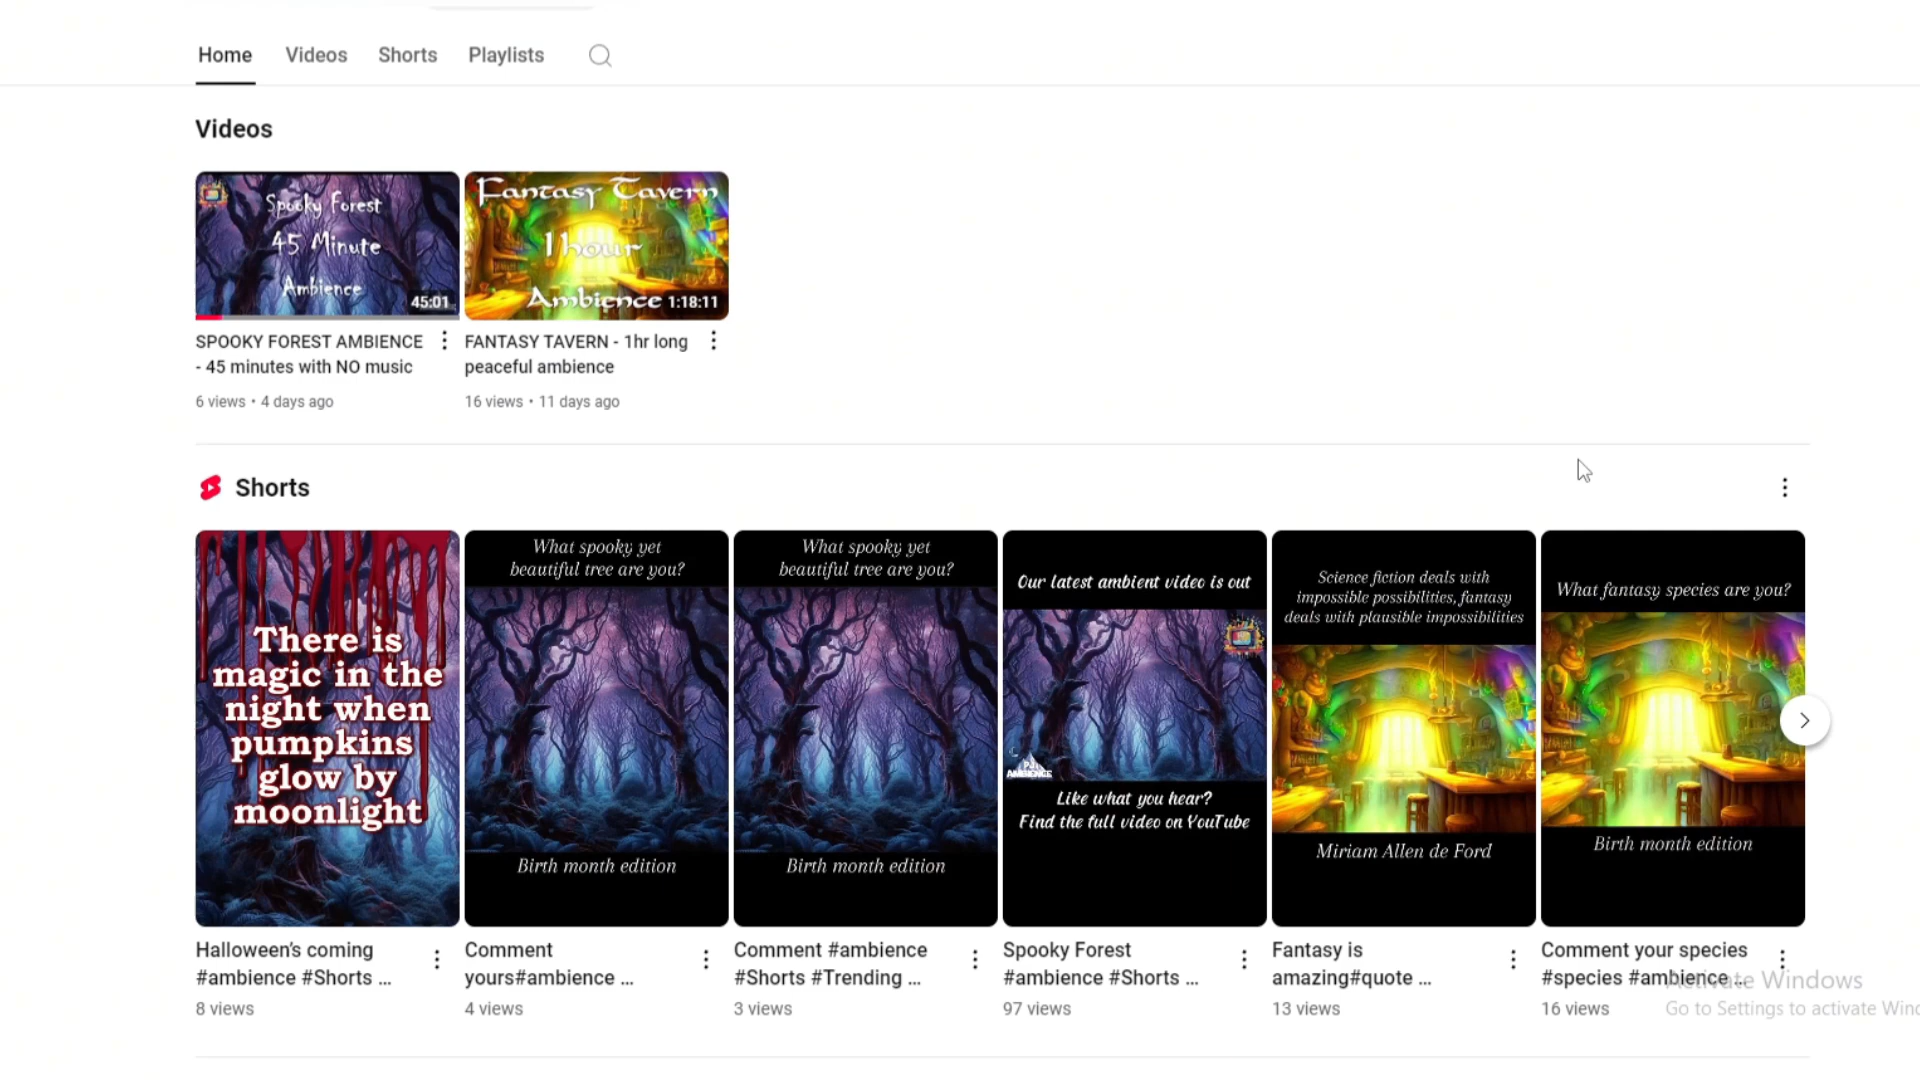 Home Videos Shorts Playlists
Videos
Spooky Forest
45 Minute
Ambience
45:01
Fantasy Tavern
1 hour
Ambience 1:18:11
SPOOKY FOREST AMBIENCE
- 45 minutes with NO music
6 views • 4 days ago
FANTASY TAVERN - 1hr long
peaceful ambience
16 views • 11 days ago
Shorts
There is
magic in the
night when
pumpkins
glow by
moonlight
Halloween's coming
#ambience #Shorts ...
8 views
What spooky yet
beautiful tree are you?
Birth month edition
Comment
yours#ambience ...
4 views
What spooky yet
beautiful tree are you?
Birth month edition
Comment #ambience
#Shorts #Trending ...
3 views
Our latest ambient video is out
AMBIENCE
Like what you hear?
Find the full video on YouTube
Spooky Forest
#ambience #Shorts ...
97 views
Science fiction deals with
impossible possibilities, fantasy
deals with plausible impossibilities
Miriam Allen de Ford
Fantasy is
amazing#quote ...
13 views
What fantasy species are you?
Birth month edition
Comment your species
#species #ambience ...
16 views
Activate Windows
Go to Settings to activate Winc